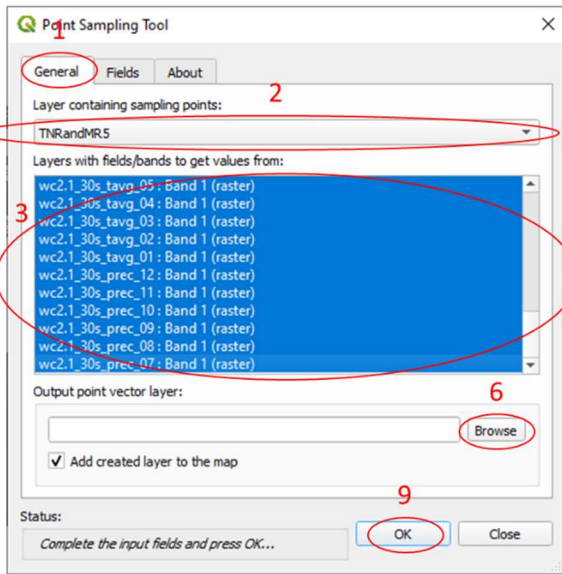 Point Sampling Tool
1
General Fields About
Layer containing sampling points:
2
TNRandMR5
Layers with fields/bands to get values from:
3
wc2.1_30s_tavg_05 : Band 1 (raster)
wc2.1_30s_tavg_04 : Band 1 (raster)
wc2.1_30s_tavg_03 : Band 1 (raster)
wc2.1_30s_tavg_02 : Band 1 (raster)
wc2.1_30s_tavg_01 : Band 1 (raster)
wc2.1_30s_prec_12 : Band 1 (raster)
wc2.1_30s_prec_11 : Band 1 (raster)
wc2.1_30s_prec_10 : Band 1 (raster)
wc2.1_30s_prec_09 : Band 1 (raster)
wc2.1_30s_prec_08 : Band 1 (raster)
wc2.1_30s_prec_07 : Band 1 (raster)
Output point vector layer:
6
Browse
Add created layer to the map
9
Status:
Complete the input fields and press OK...
OK Close